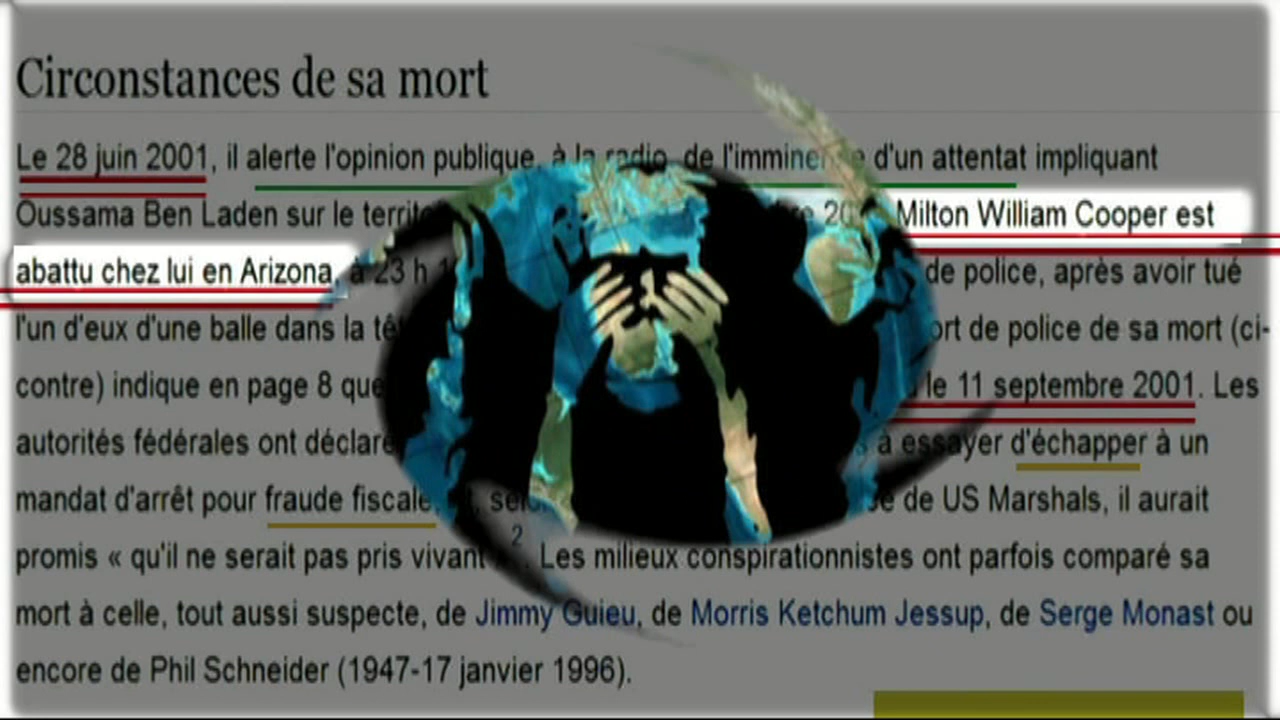 Circonstances de sa mort
Le 28 juin 2001, il alerte l'opinion publique, à la radio, de l'imminence d'un attentat impliquant
Oussama Ben Laden sur le Milton William Cooper est
abattu chez lui en Arizona, à 23 h de police, après avoir tué
l'un d'eux d'une balle dans la de police de sa mort (ci-
contre) indique en page 8 que le 11 septembre 2001. Les
autorités fédérales ont à essayer d'échapper à un
mandat d'arrêt pour fraude fiscale, de US Marshals, il aurait
promis « qu'il ne serait pas pris vivant » 2. Les milieux conspirationnistes ont parfois comparé sa
mort à celle, tout aussi suspecte, de Jimmy Guieu, de Morris Ketchum Jessup, de Serge Monast ou
encore de Phil Schneider (1947-17 janvier 1996).